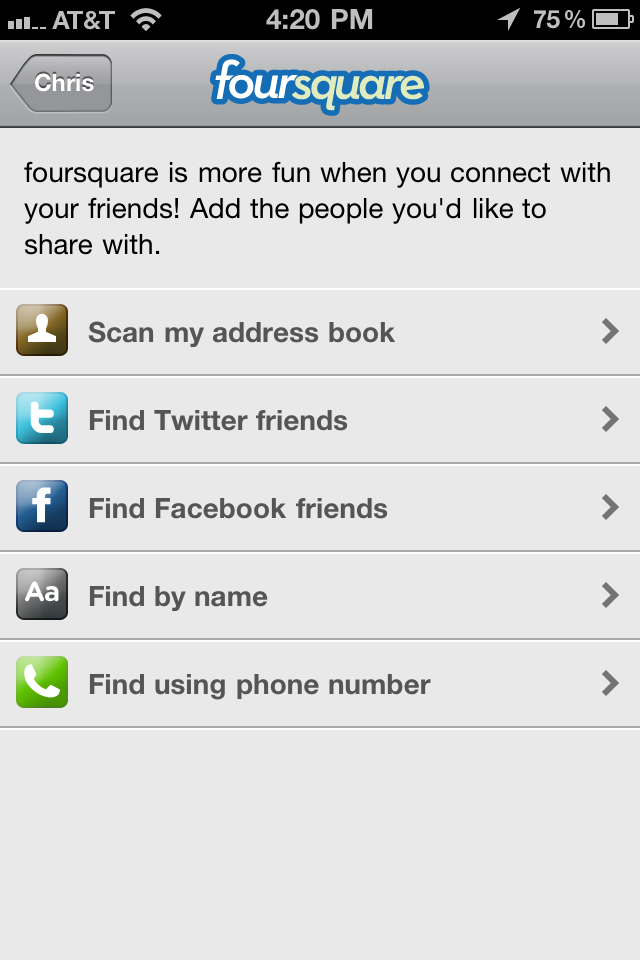 AT&T 4:20 PM 75%
Chris foursquare
foursquare is more fun when you connect with
your friends! Add the people you'd like to
share with.
Scan my address book
t Find Twitter friends
f Find Facebook friends
Aa Find by name
Find using phone number